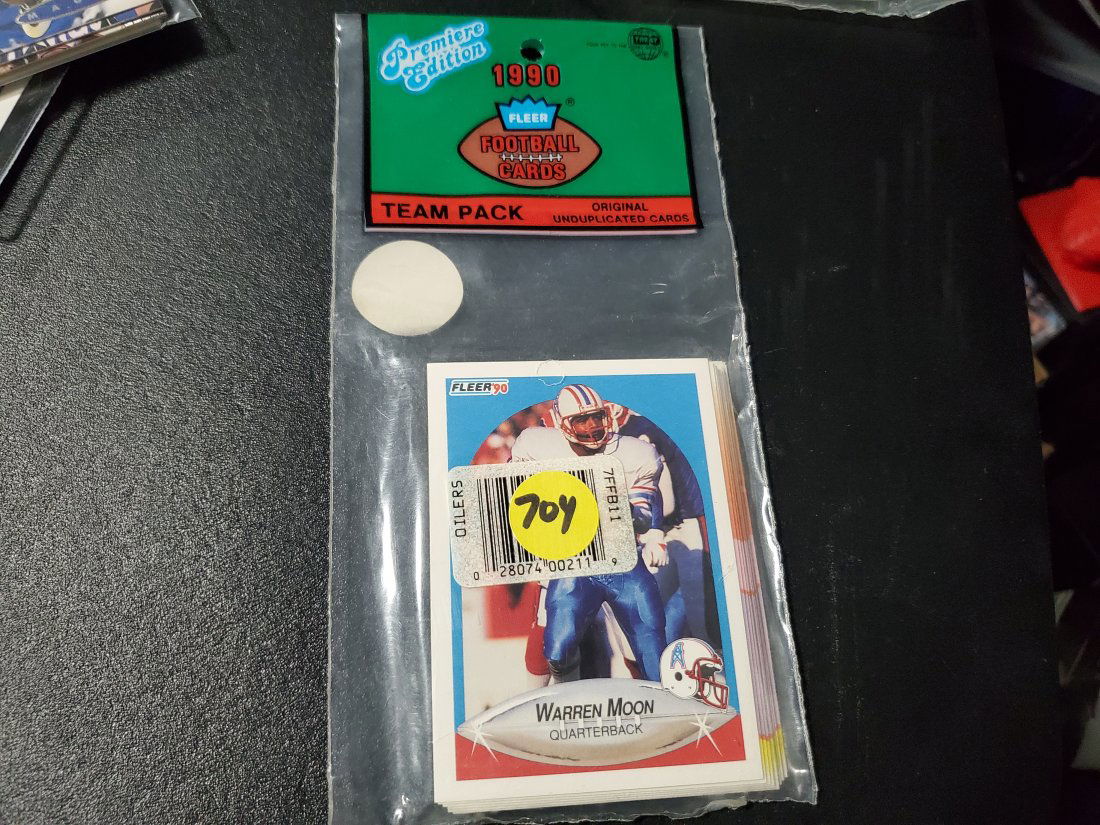 Premiere
Edition
1990
FLEER ®
FOOTBALL
CARDS
TEAM PACK
ORIGINAL
UNDUPLICATED CARDS
FLEER '90
OILERS
704
7FFB11
0 28074 00211 9
WARREN MOON
QUARTERBACK